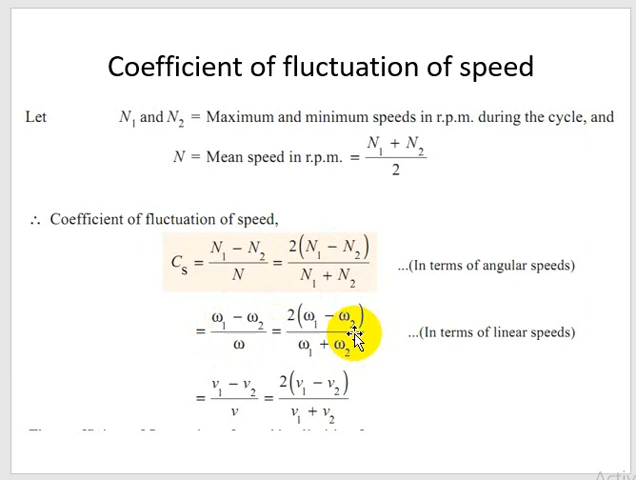 Coefficient of fluctuation of speed
Let N₁ and N₂ = Maximum and minimum speeds in r.p.m. during the cycle, and
N = Mean speed in r.p.m. = (N₁ + N₂) / 2
∴ Coefficient of fluctuation of speed,
Cₛ = (N₁ − N₂) / N = 2(N₁ − N₂) / (N₁ + N₂) ...(In terms of angular speeds)
= (ω₁ − ω₂) / ω = 2(ω₁ − ω₂) / (ω₁ + ω₂) ...(In terms of linear speeds)
= (v₁ − v₂) / v = 2(v₁ − v₂) / (v₁ + v₂)